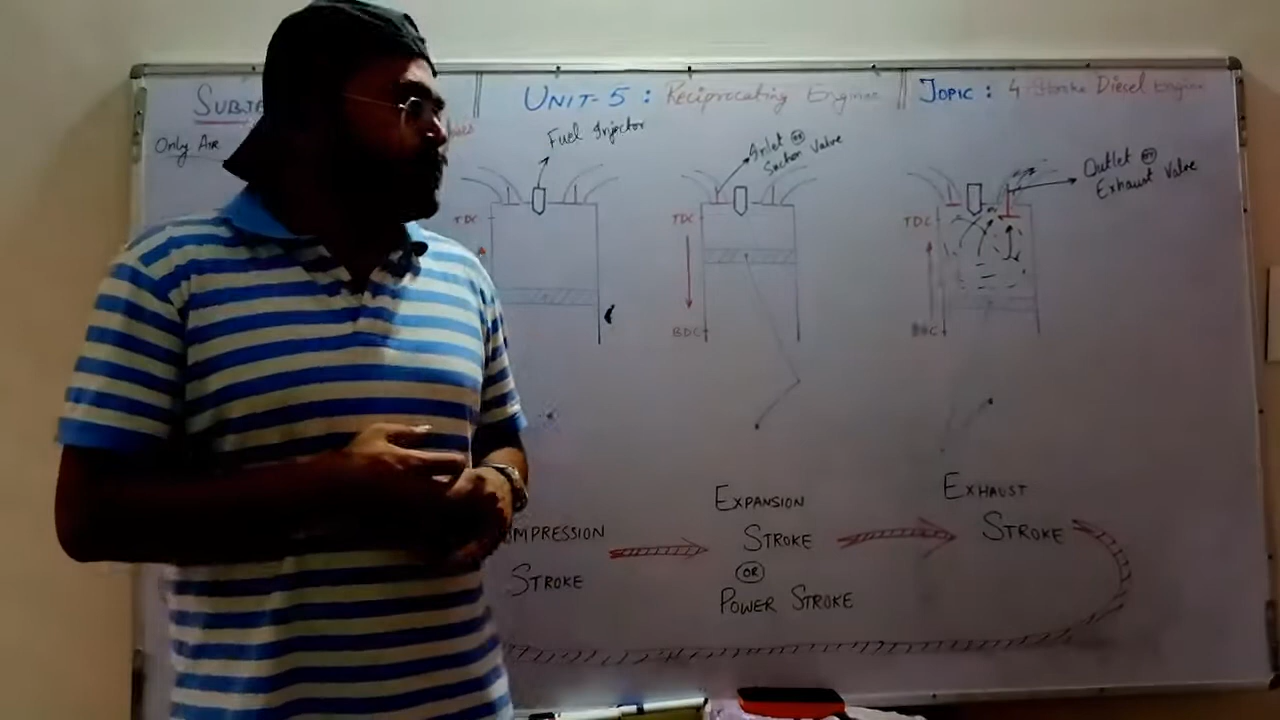 SUBJE
UNIT-5 : Reciprocating Engine
TOPIC : 4-Stroke Diesel Engine
Only Air
Fuel Injector
Inlet OR
Suction Valve
Outlet OR
Exhaust Valve
TDC
TDC
TDC
BDC
BDC
MPRESSION
STROKE
EXPANSION
STROKE
OR
POWER STROKE
EXHAUST
STROKE